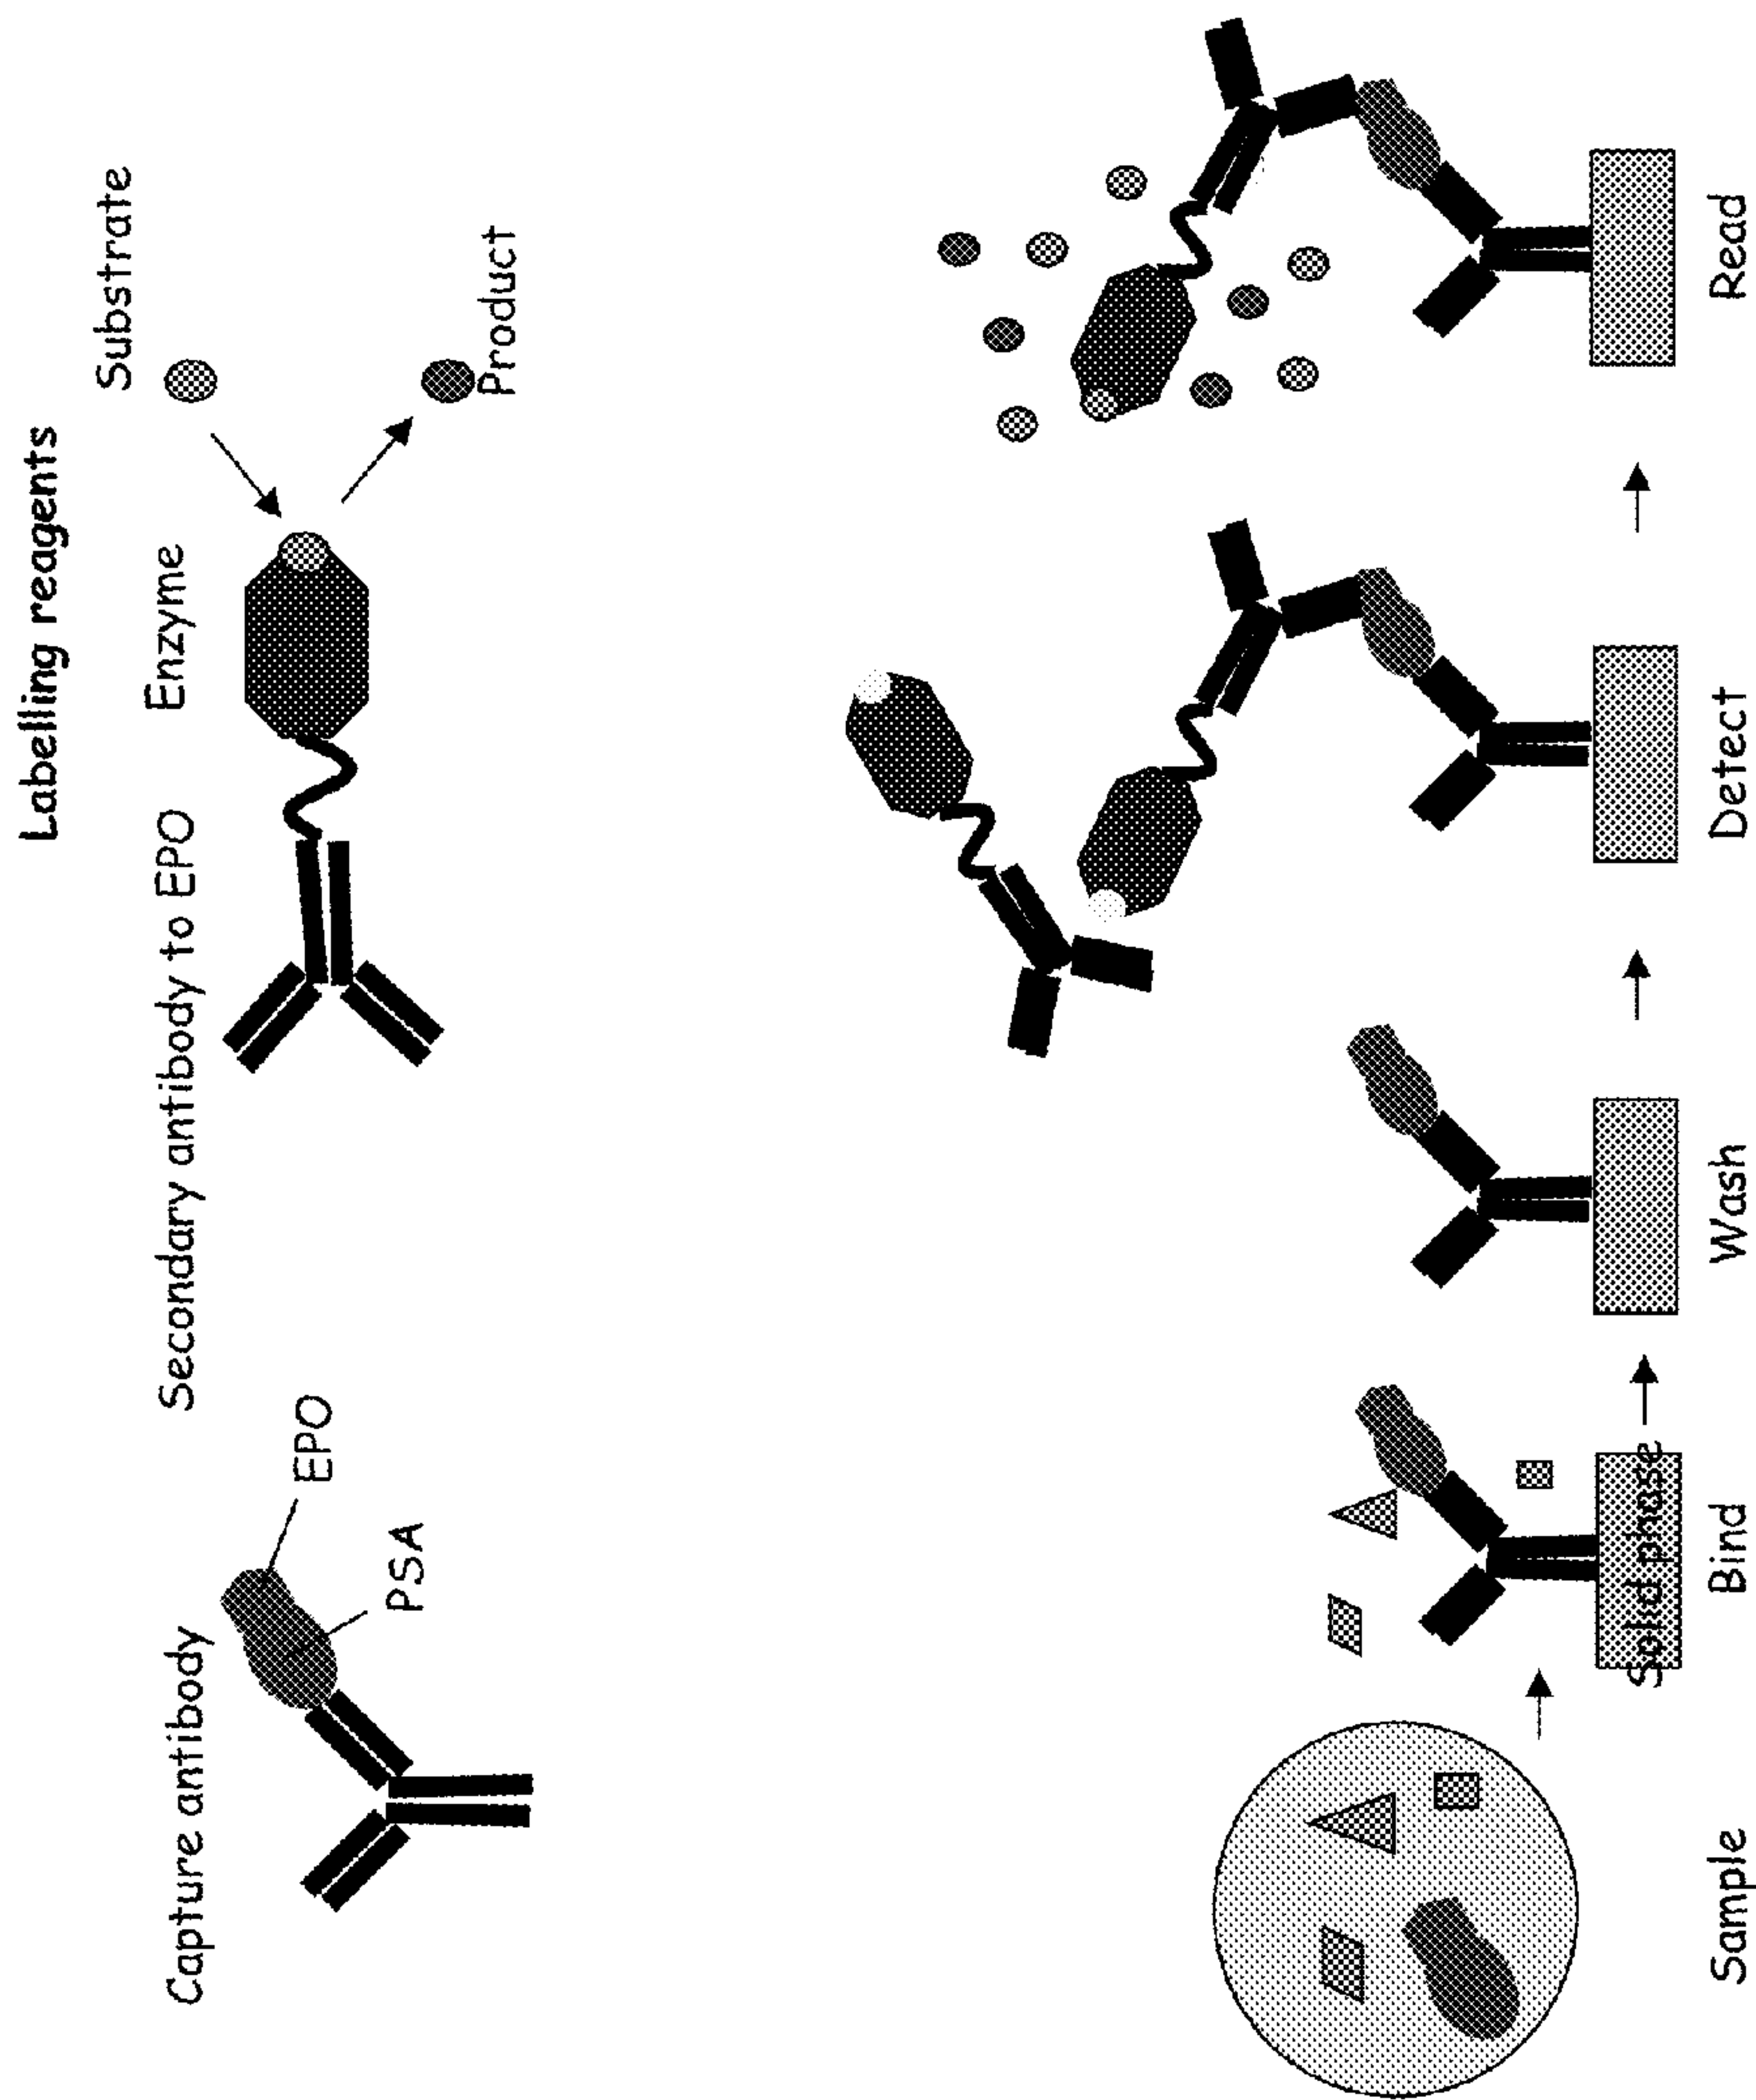 Labelling reagents
Capture antibody
EPO
PSA
Secondary antibody to EPO
Enzyme
Substrate
Product
Solid phase
Sample
Bind
Wash
Detect
Read